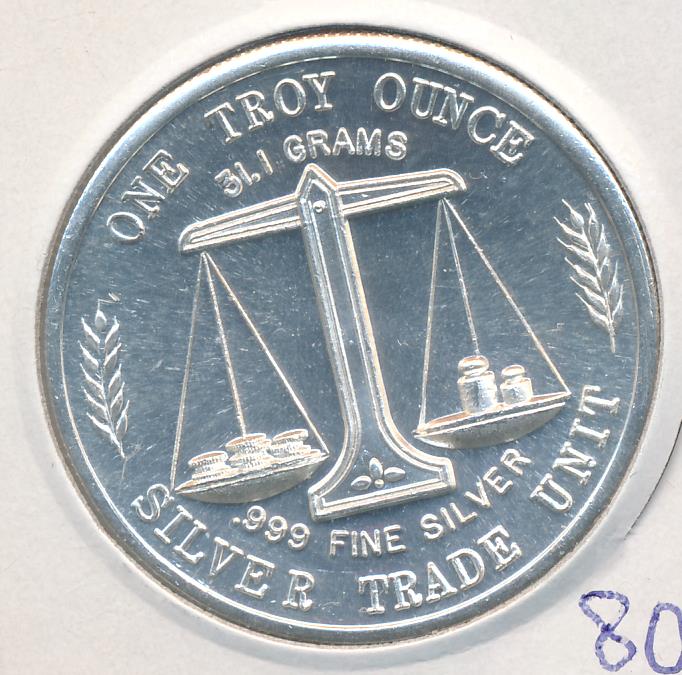 ONE TROY OUNCE
31.1 GRAMS
.999 FINE SILVER
SILVER TRADE UNIT
80